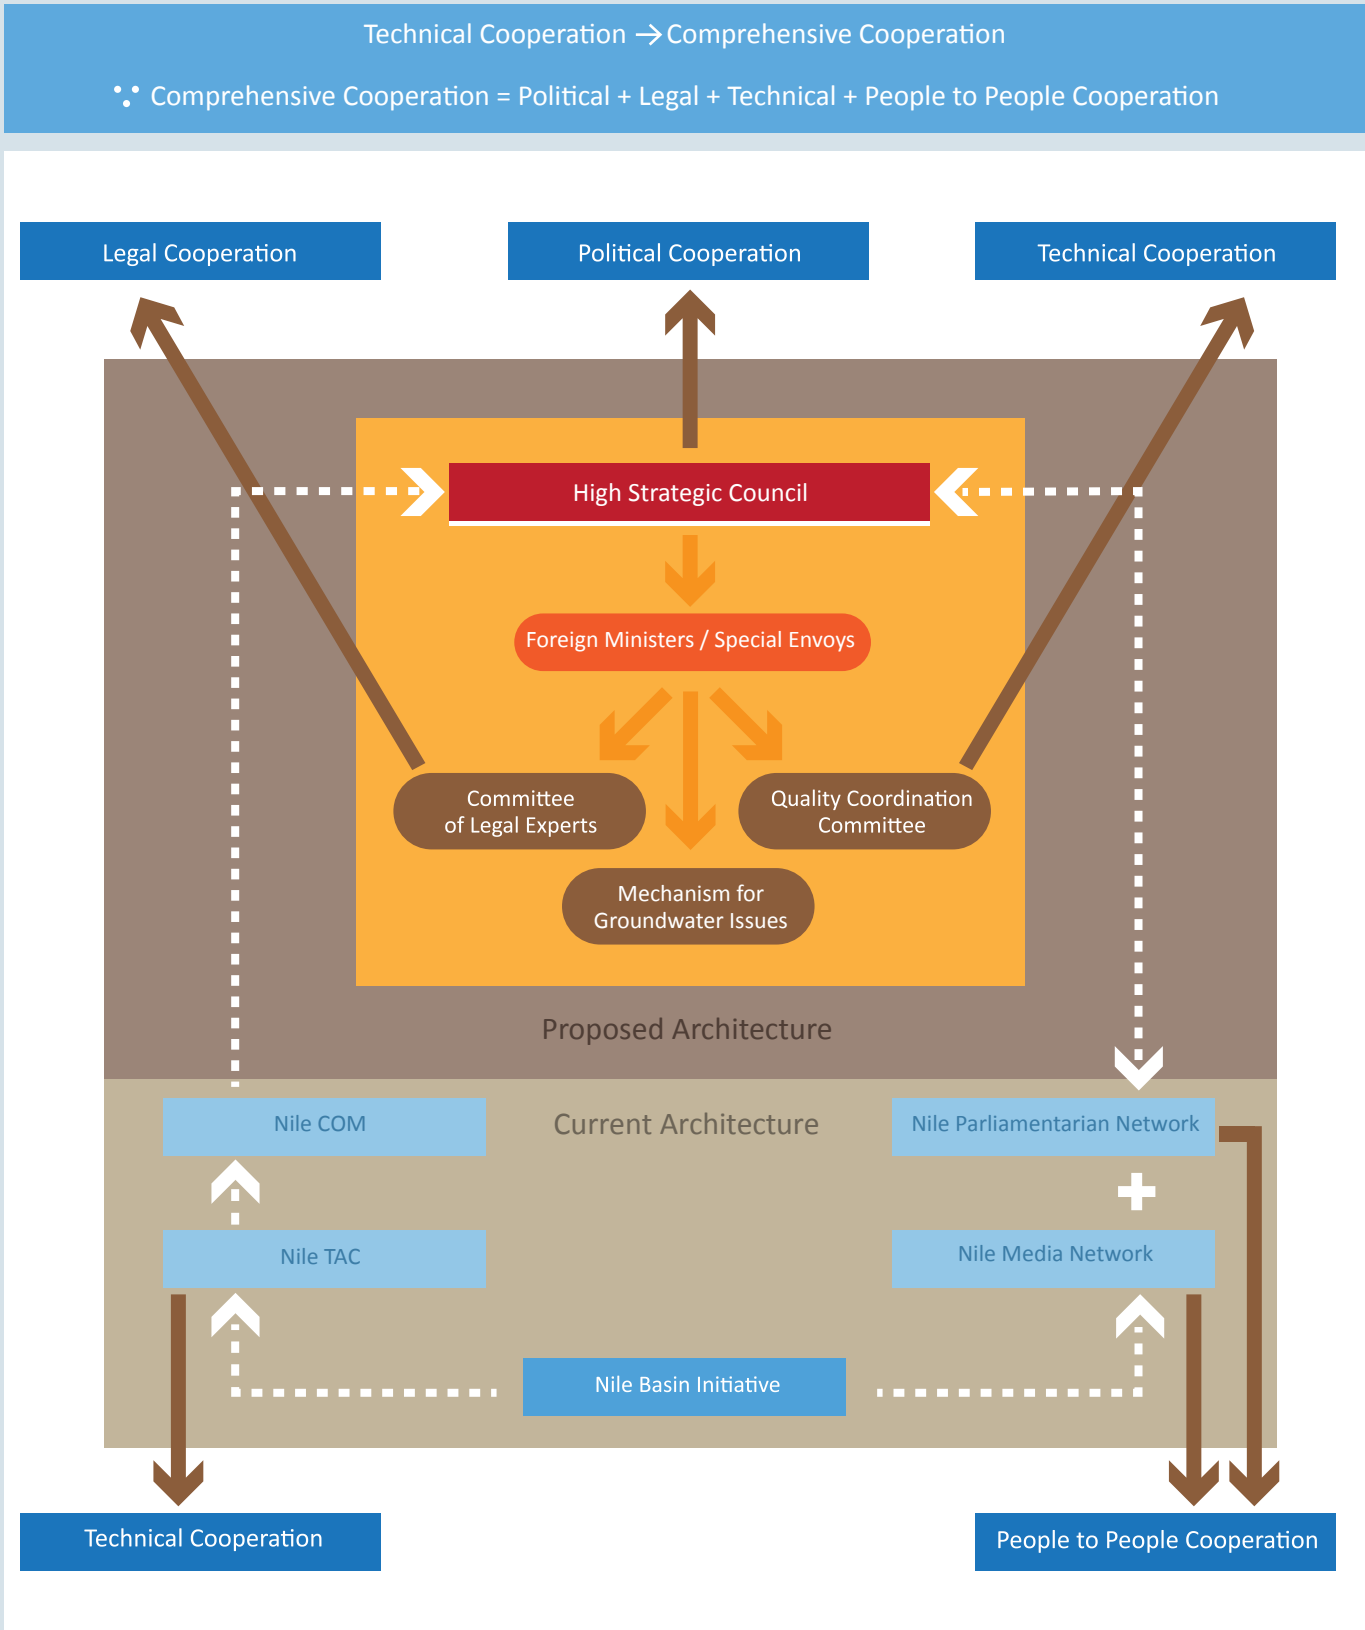 Technical Cooperation → Comprehensive Cooperation
∵ Comprehensive Cooperation = Political + Legal + Technical + People to People Cooperation
Legal Cooperation
Political Cooperation
Technical Cooperation
High Strategic Council
Foreign Ministers / Special Envoys
Committee
of Legal Experts
Quality Coordination
Committee
Mechanism for
Groundwater Issues
Proposed Architecture
Current Architecture
Nile COM
Nile Parliamentarian Network
Nile TAC
Nile Media Network
Nile Basin Initiative
Technical Cooperation
People to People Cooperation